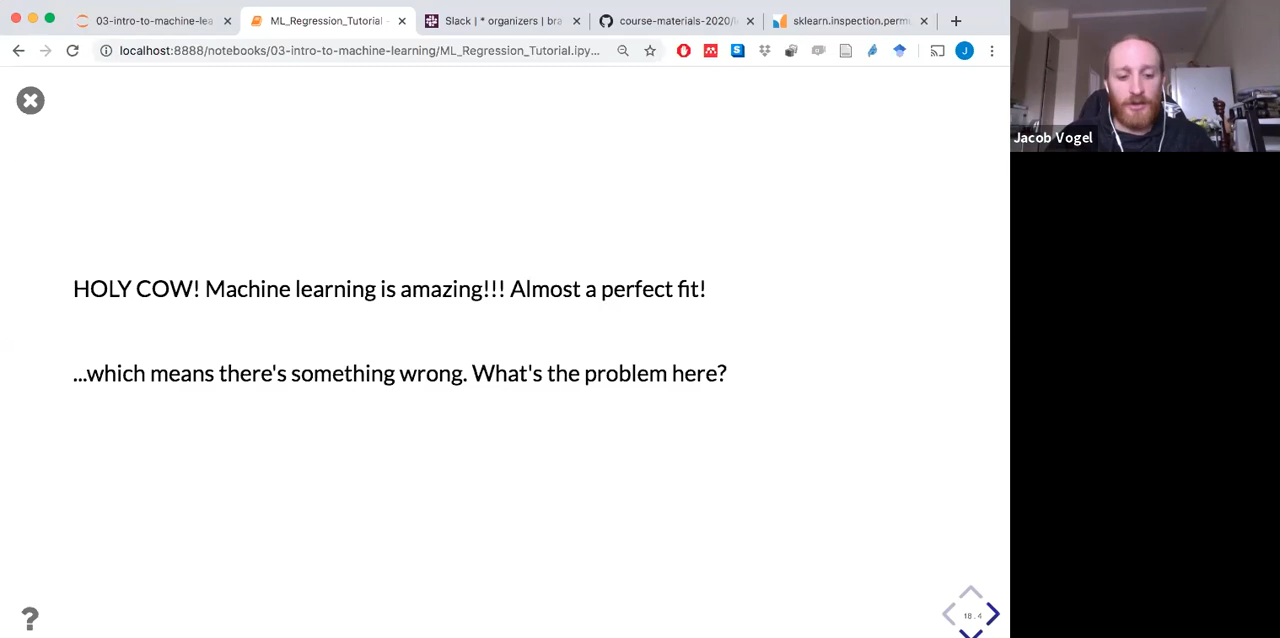 03-intro-to-machine-lea
ML_Regression_Tutorial -
Slack | * organizers | bra
course-materials-2020/
sklearn.inspection.perm
localhost:8888/notebooks/03-intro-to-machine-learning/ML_Regression_Tutorial.ipy...
J
Jacob Vogel
HOLY COW! Machine learning is amazing!!! Almost a perfect fit!
...which means there's something wrong. What's the problem here?
?
18.4